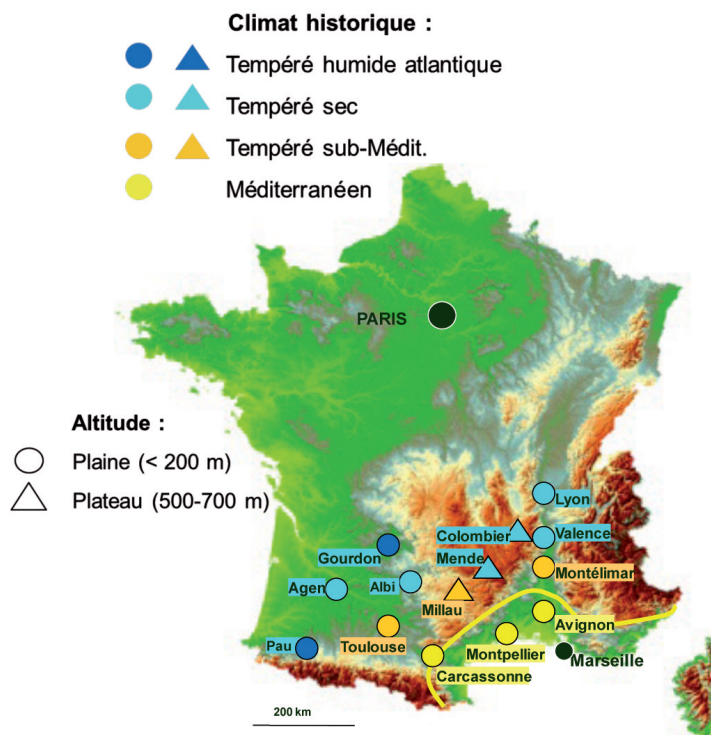 Climat historique :
Tempéré humide atlantique
Tempéré sec
Tempéré sub-Médit.
Méditerranéen
PARIS
Altitude :
Plaine (< 200 m)
Plateau (500-700 m)
Lyon
Colombier
Valence
Gourdon
Mende
Montélimar
Agen
Albi
Millau
Avignon
Toulouse
Pau
Montpellier
Marseille
Carcassonne
200 km